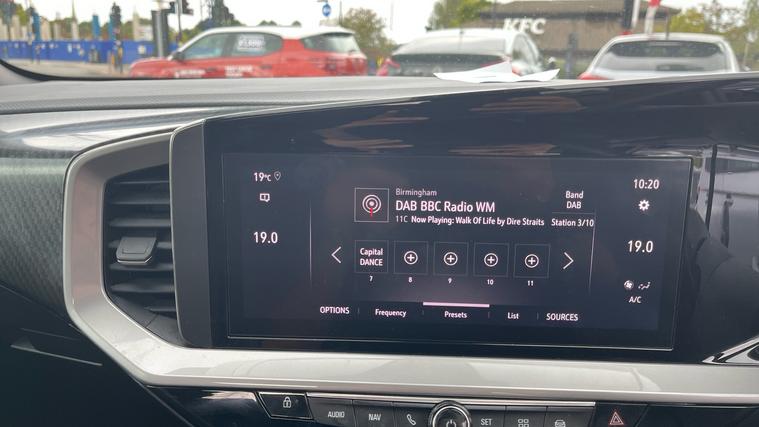 KFC
19°C
10:20
Birmingham
DAB BBC Radio WM
11C Now Playing: Walk Of Life by Dire Straits
Band
DAB
Station 3/10
19.0
19.0
Capital
DANCE
7
8
9
10
11
A/C
OPTIONS
Frequency
Presets
List
SOURCES
AUDIO
NAV
SET